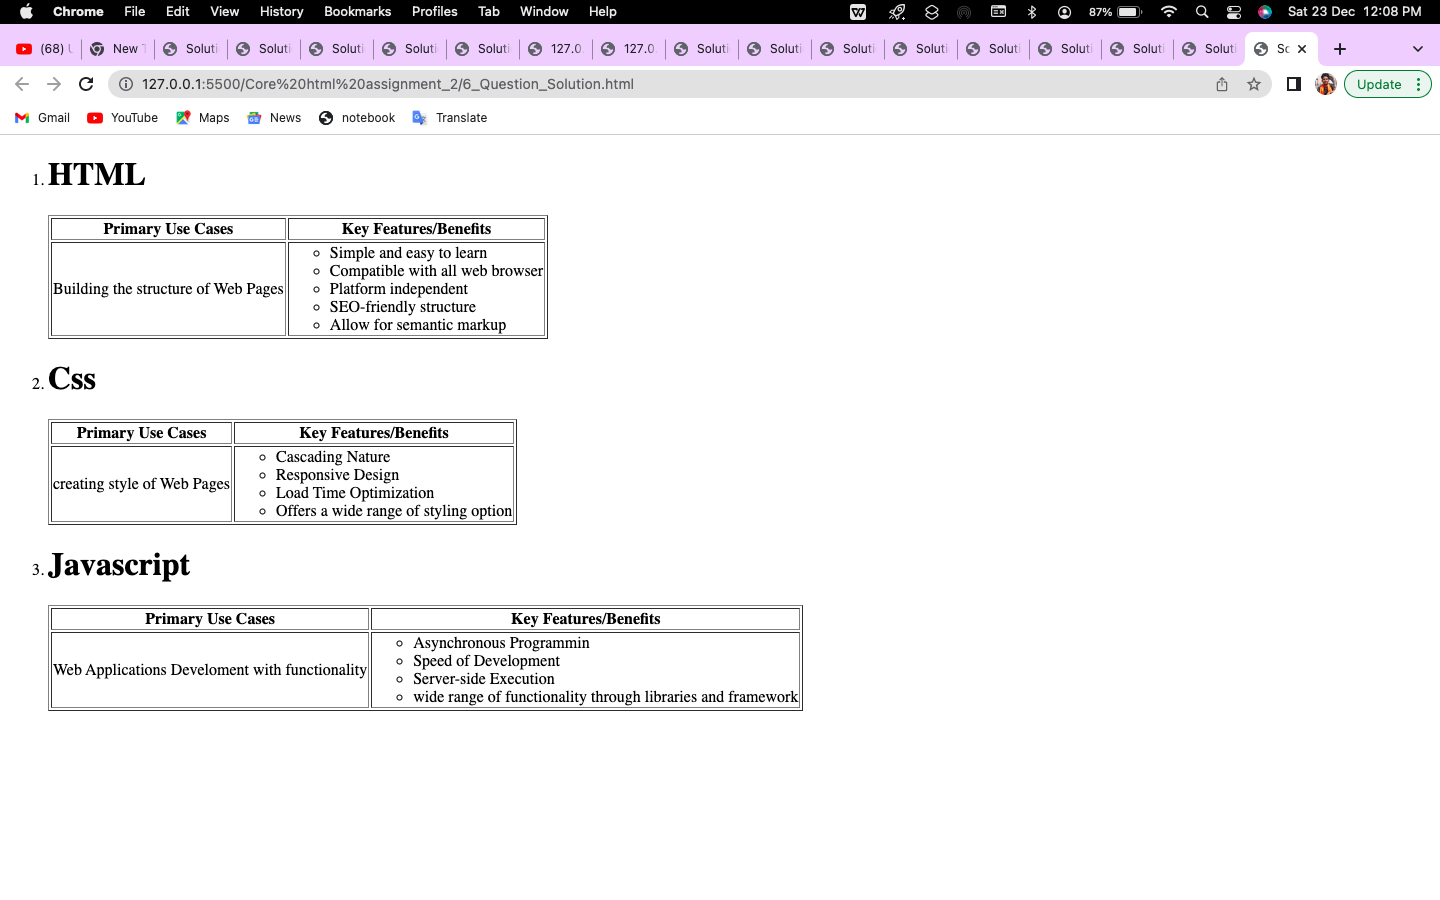 Chrome File Edit View History Bookmarks Profiles Tab Window Help 87% Sat 23 Dec 12:08 PM
(68) New Soluti Soluti Soluti Soluti Soluti 127.0 127.0 Soluti Soluti Soluti Soluti Soluti Soluti Soluti Soluti Sc
127.0.0.1:5500/Core%20html%20assignment_2/6_Question_Solution.html Update
Gmail YouTube Maps News notebook Translate
1. HTML
Primary Use Cases Key Features/Benefits
Building the structure of Web Pages
Simple and easy to learn
Compatible with all web browser
Platform independent
SEO-friendly structure
Allow for semantic markup
2. Css
Primary Use Cases Key Features/Benefits
creating style of Web Pages
Cascading Nature
Responsive Design
Load Time Optimization
Offers a wide range of styling option
3. Javascript
Primary Use Cases Key Features/Benefits
Web Applications Develoment with functionality
Asynchronous Programmin
Speed of Development
Server-side Execution
wide range of functionality through libraries and framework